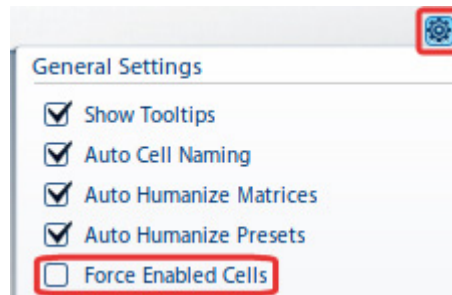 General Settings
Show Tooltips
Auto Cell Naming
Auto Humanize Matrices
Auto Humanize Presets
Force Enabled Cells